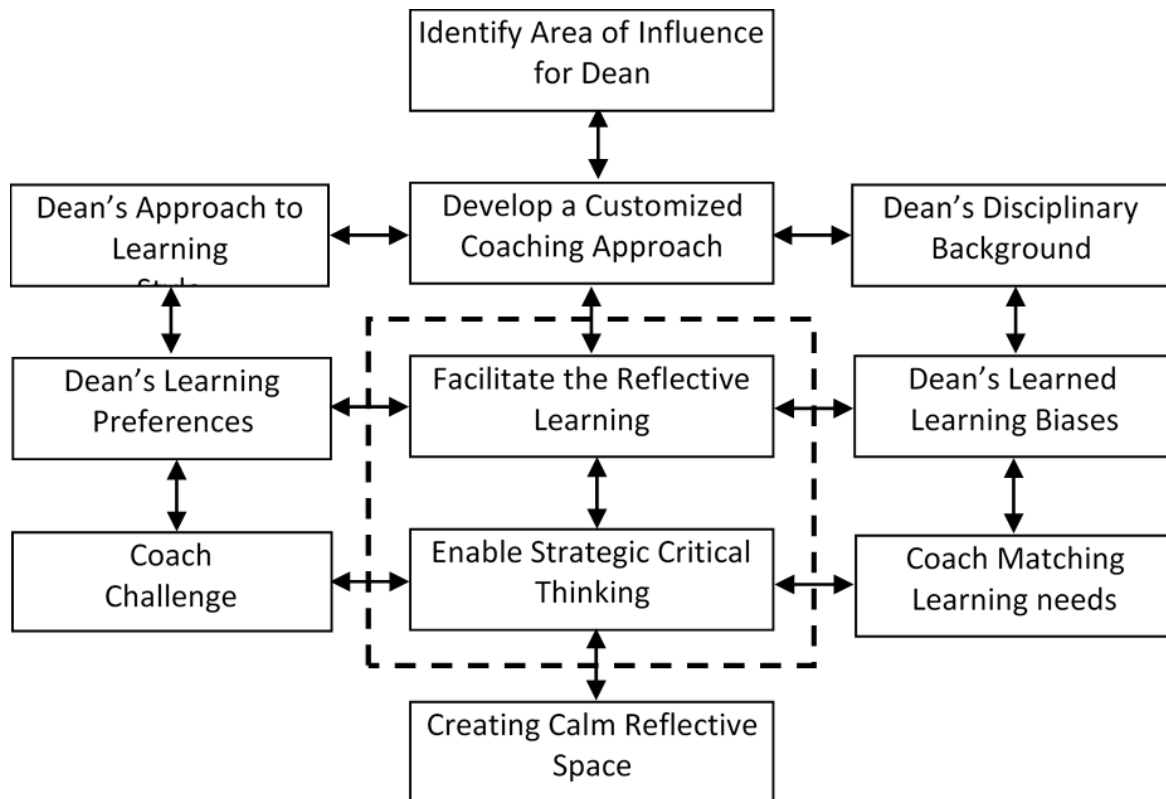 Identify Area of Influence
for Dean
Dean’s Approach to
Learning
Develop a Customized
Coaching Approach
Dean’s Disciplinary
Background
Dean’s Learning
Preferences
Facilitate the Reflective
Learning
Dean’s Learned
Learning Biases
Coach
Challenge
Enable Strategic Critical
Thinking
Coach Matching
Learning needs
Creating Calm Reflective
Space